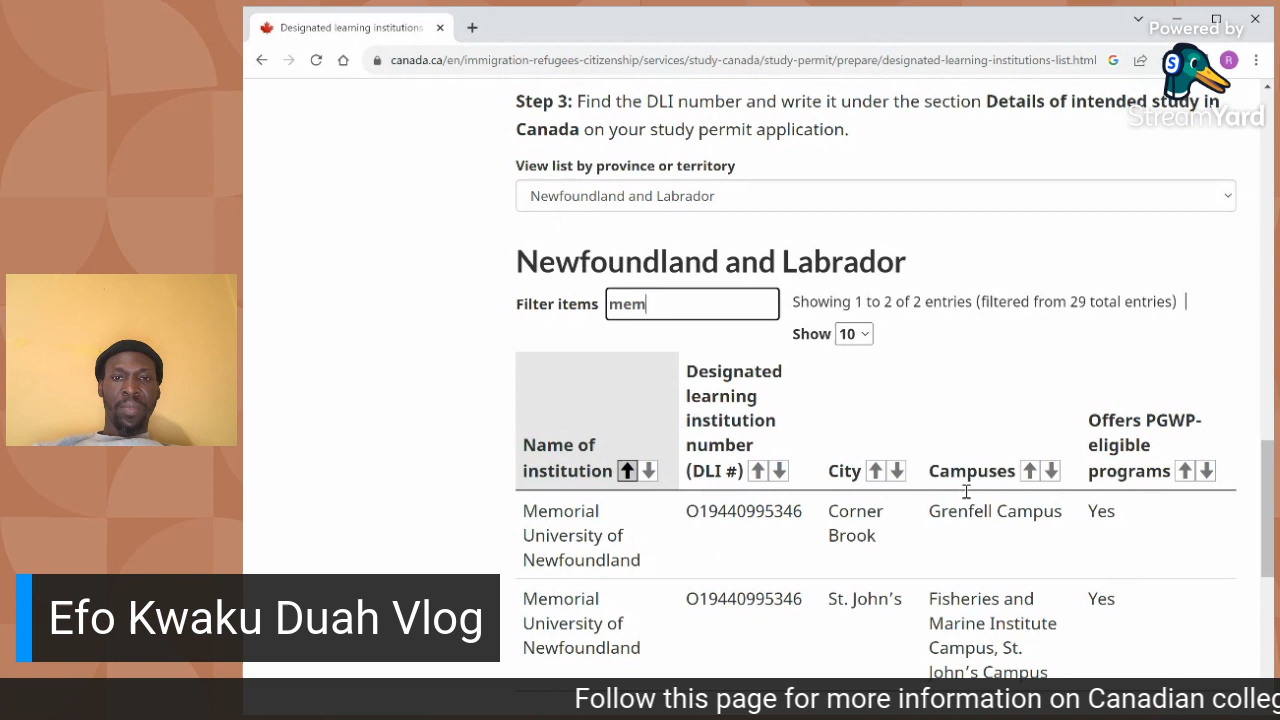 Designated learning institutions
canada.ca/en/immigration-refugees-citizenship/services/study-canada/study-permit/prepare/designated-learning-institutions-list.html
R
Powered by
S
StreamYard
Step 3: Find the DLI number and write it under the section Details of intended study in
Canada on your study permit application.
View list by province or territory
Newfoundland and Labrador
Newfoundland and Labrador
Filter items mem Showing 1 to 2 of 2 entries (filtered from 29 total entries) |
Show 10
Name of institution
Designated learning institution number (DLI #)
City
Campuses
Offers PGWP-eligible programs
Memorial University of Newfoundland
O19440995346
Corner Brook
Grenfell Campus
Yes
Memorial University of Newfoundland
O19440995346
St. John's
Fisheries and Marine Institute Campus, St. John's Campus
Yes
Efo Kwaku Duah Vlog
Follow this page for more information on Canadian colleg